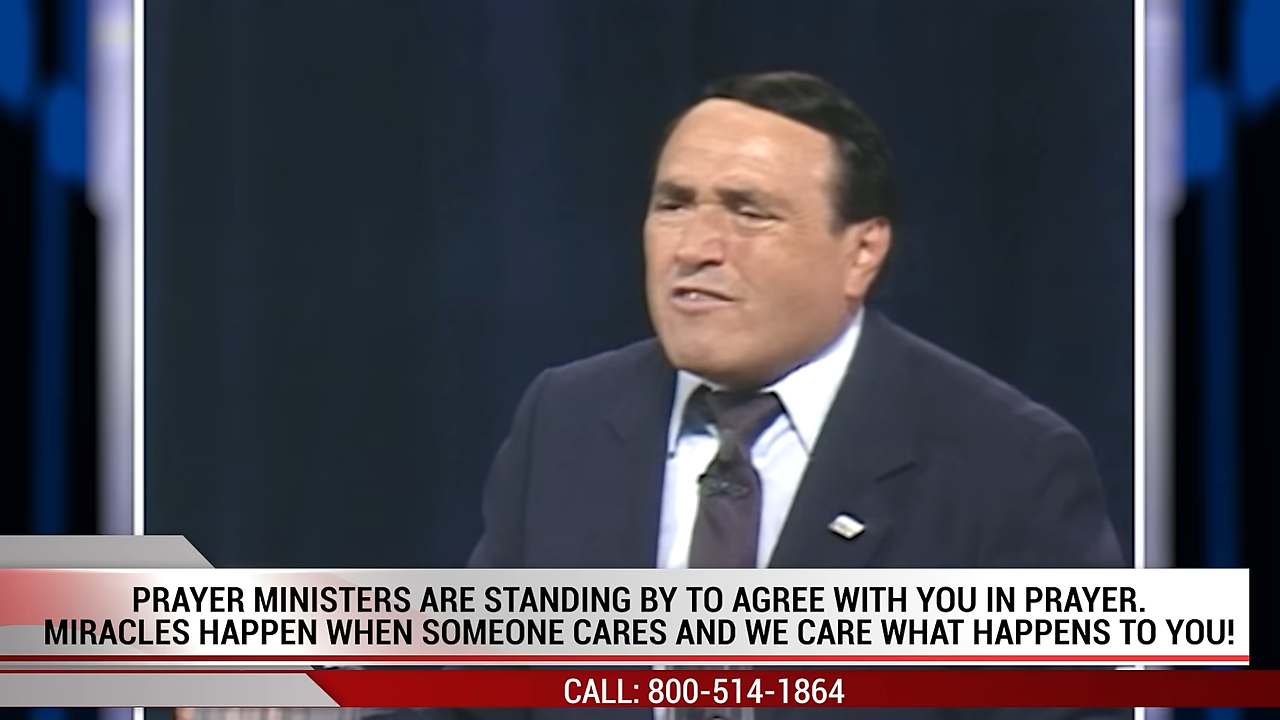 PRAYER MINISTERS ARE STANDING BY TO AGREE WITH YOU IN PRAYER.
MIRACLES HAPPEN WHEN SOMEONE CARES AND WE CARE WHAT HAPPENS TO YOU!
CALL: 800-514-1864